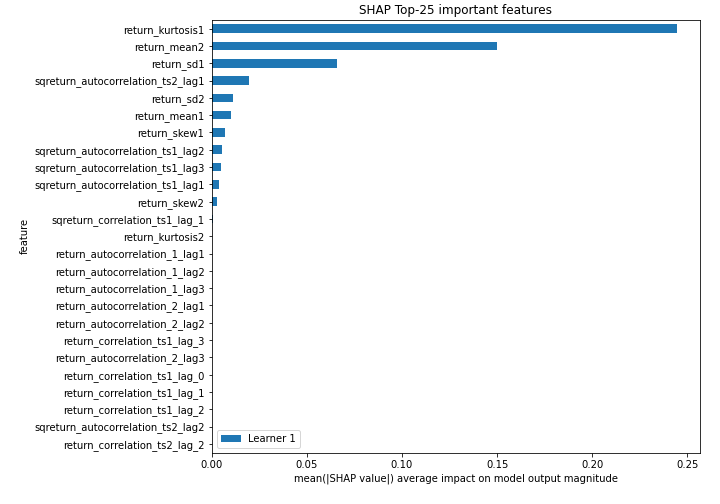 SHAP Top-25 important features
return_kurtosis1
return_mean2
return_sd1
sqreturn_autocorrelation_ts2_lag1
return_sd2
return_mean1
return_skew1
sqreturn_autocorrelation_ts1_lag2
sqreturn_autocorrelation_ts1_lag3
sqreturn_autocorrelation_ts1_lag1
return_skew2
sqreturn_correlation_ts1_lag_1
return_kurtosis2
return_autocorrelation_1_lag1
return_autocorrelation_1_lag2
return_autocorrelation_1_lag3
return_autocorrelation_2_lag1
return_autocorrelation_2_lag2
return_correlation_ts1_lag_3
return_autocorrelation_2_lag3
return_correlation_ts1_lag_0
return_correlation_ts1_lag_1
return_correlation_ts1_lag_2
sqreturn_autocorrelation_ts2_lag2
return_correlation_ts2_lag_2
feature
Learner 1
0.00 0.05 0.10 0.15 0.20 0.25
mean(|SHAP value|) average impact on model output magnitude